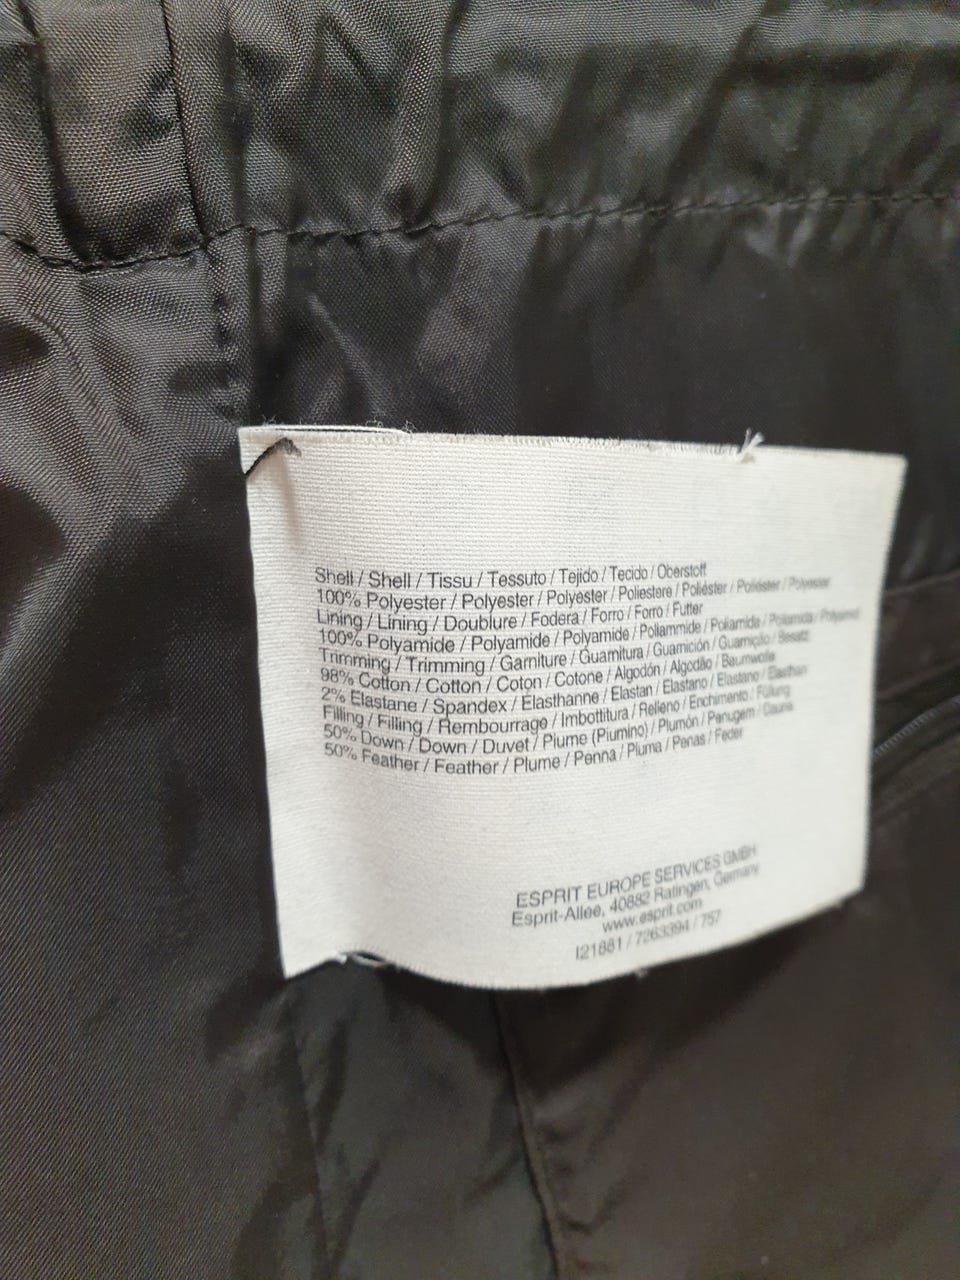 Shell / Shell / Tissu / Tessuto / Tejido / Tecido / Oberstoff
100% Polyester / Polyester / Polyester / Poliestere / Poliéster / Poliéster / Polyester
Lining / Lining / Doublure / Fodera / Forro / Forro / Futter
100% Polyamide / Polyamide / Polyamide / Poliammide / Poliamida / Poliamida / Polyamid
Trimming / Trimming / Garniture / Guarnitura / Guarnición / Guarnição / Besatz
98% Cotton / Cotton / Coton / Cotone / Algodón / Algodão / Baumwolle
2% Elastane / Spandex / Elasthanne / Elastan / Elastano / Elastano / Elasthan
Filling / Filling / Rembourrage / Imbottitura / Relleno / Enchimento / Füllung
50% Down / Down / Duvet / Piume (Piumino) / Plumón / Penugem / Daune
50% Feather / Feather / Plume / Penna / Pluma / Penas / Feder
ESPRIT EUROPE SERVICES GMBH
Esprit-Allee, 40882 Ratingen, Germany
www.esprit.com
I21881 / 7263394 / 757